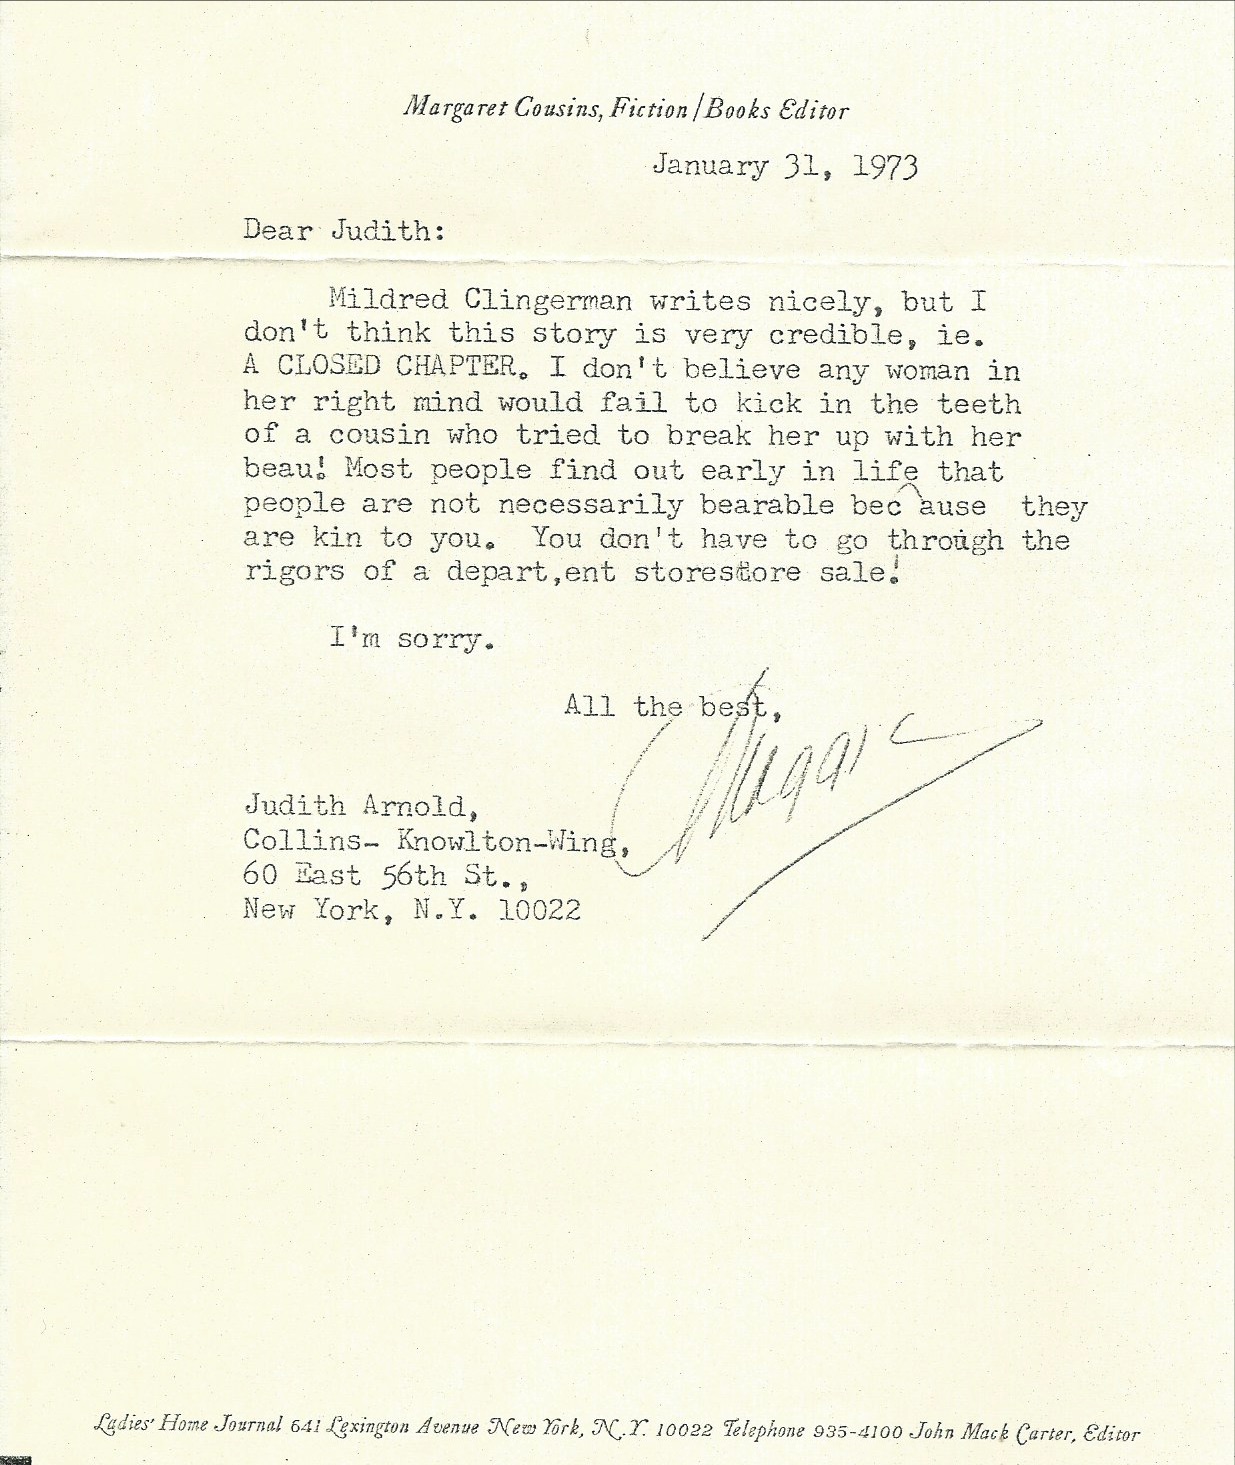 Margaret Cousins, Fiction/Books Editor
January 31, 1973
Dear Judith:
Mildred Clingerman writes nicely, but I
don't think this story is very credible, ie.
A CLOSED CHAPTER. I don't believe any woman in
her right mind would fail to kick in the teeth
of a cousin who tried to break her up with her
beau! Most people find out early in life that
people are not necessarily bearable bec ause they
are kin to you. You don't have to go through the
rigors of a depart,ent storestore sale!
I'm sorry.
All the best,
Judith Arnold,
Collins- Knowlton-Wing,
60 East 56th St.,
New York, N.Y. 10022
Ladies' Home Journal 641 Lexington Avenue New York, N.Y. 10022 Telephone 935-4100 John Mack Carter, Editor